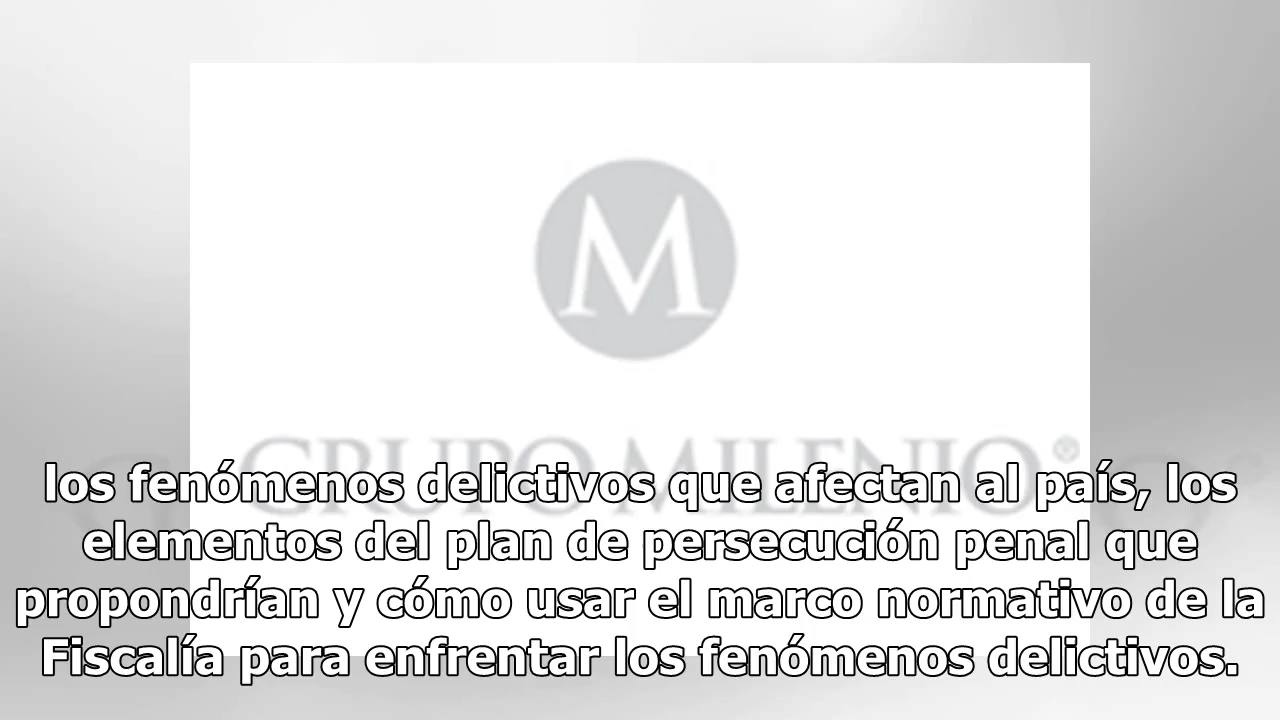 M
GRUPO MILENIO®
los fenómenos delictivos que afectan al país, los
elementos del plan de persecución penal que
propondrían y cómo usar el marco normativo de la
Fiscalía para enfrentar los fenómenos delictivos.